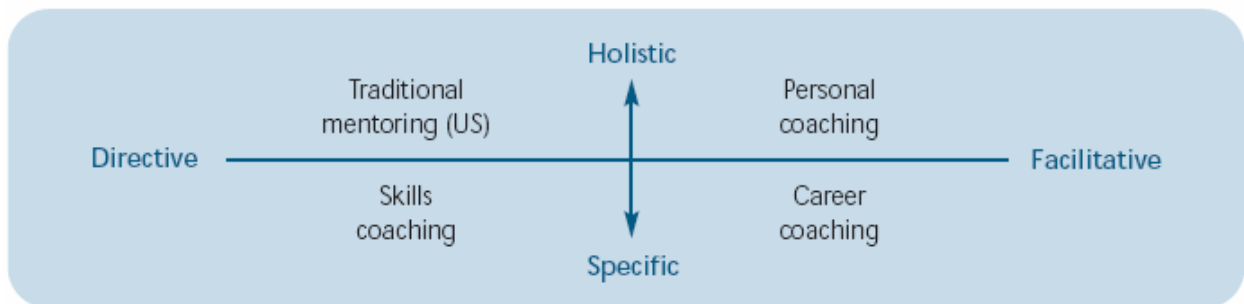 Holistic
Traditional
mentoring (US)
Personal
coaching
Directive
Facilitative
Skills
coaching
Career
coaching
Specific